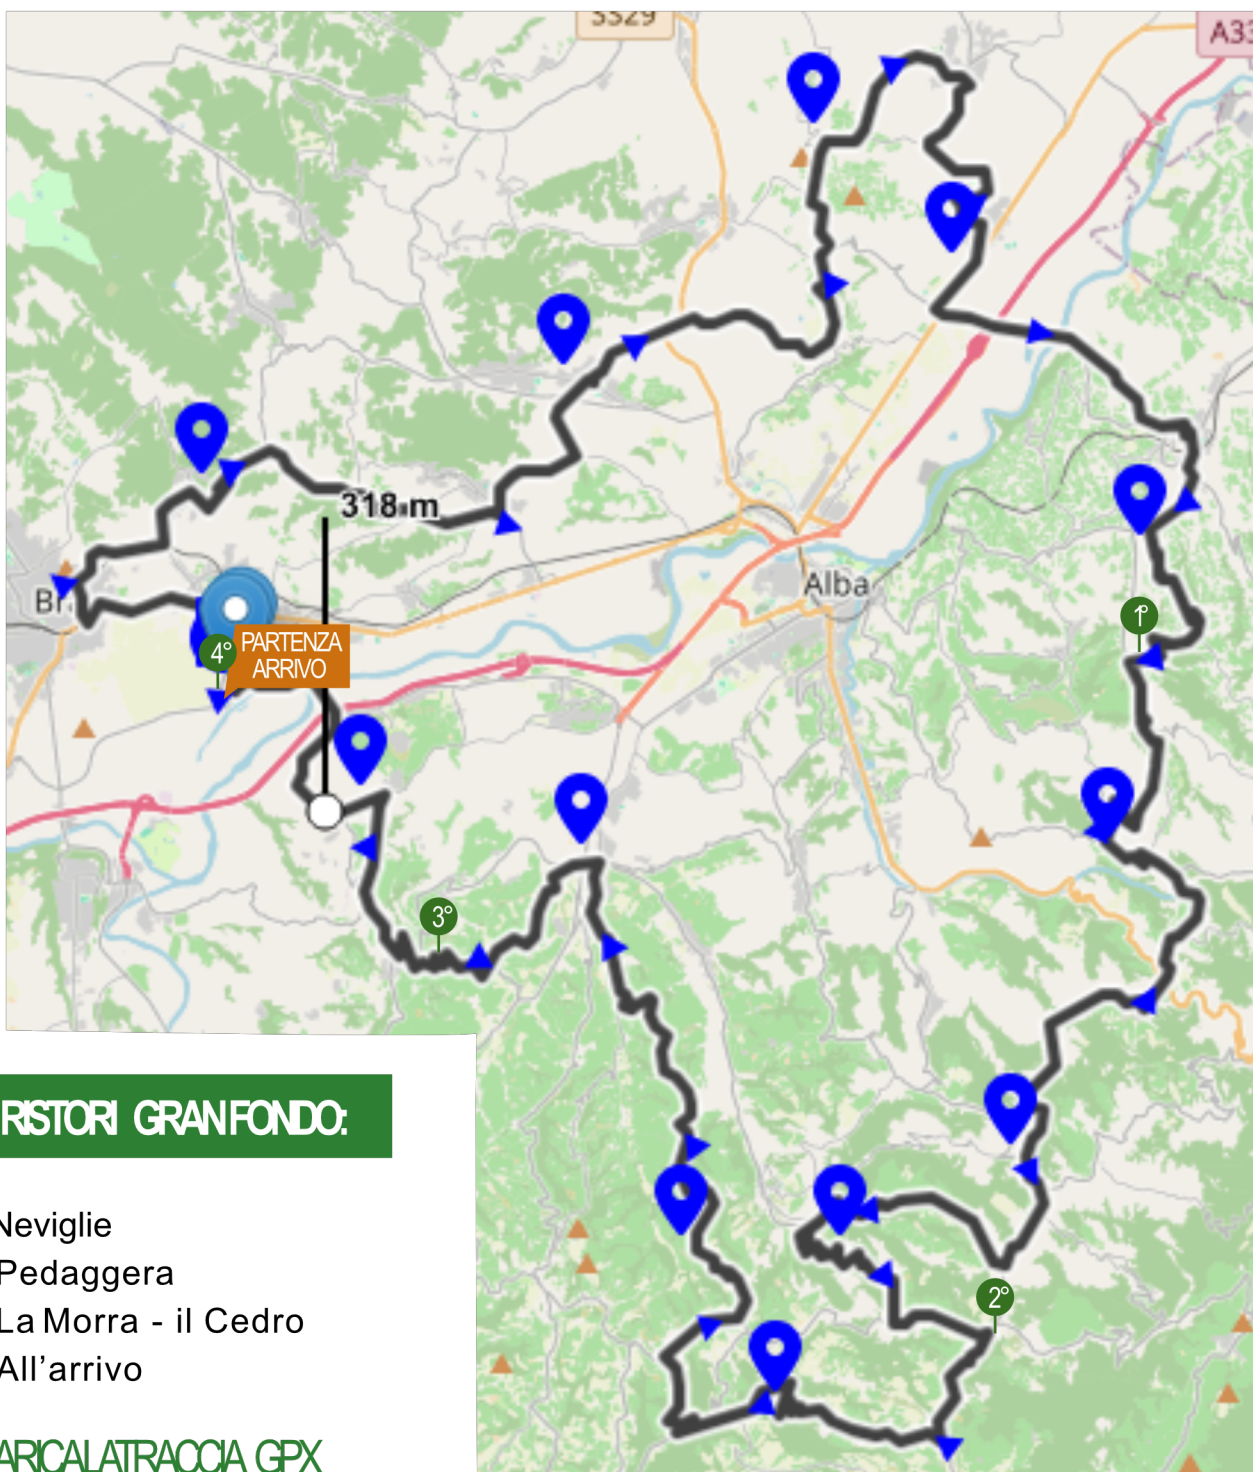 SS29
A33
318 m
Alba
PARTENZA
ARRIVO
4°
1°
3°
2°
RISTORI GRANFONDO:
Neviglie
Pedaggera
La Morra - il Cedro
All'arrivo
ARICA LA TRACCIA GPX